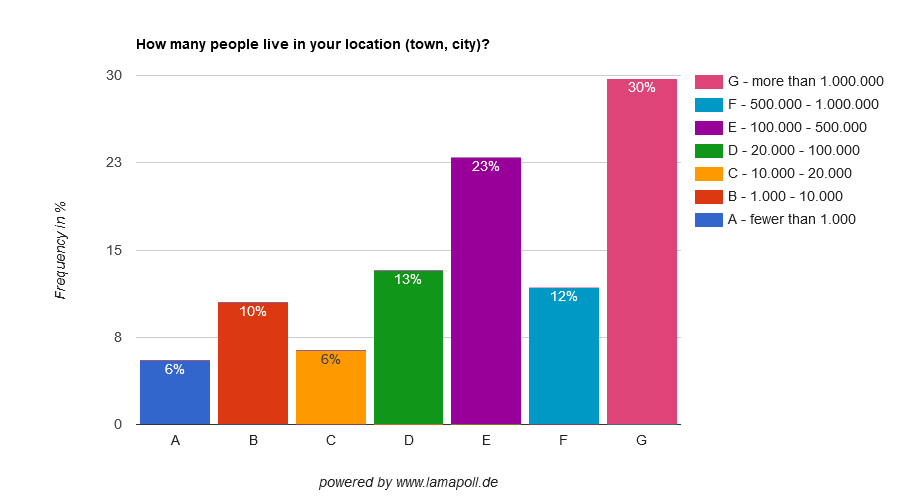 How many people live in your location (town, city)?
30
23
15
8
0
Frequency in %
6%
10%
6%
13%
23%
12%
30%
A
B
C
D
E
F
G
G - more than 1.000.000
F - 500.000 - 1.000.000
E - 100.000 - 500.000
D - 20.000 - 100.000
C - 10.000 - 20.000
B - 1.000 - 10.000
A - fewer than 1.000
powered by www.lamapoll.de